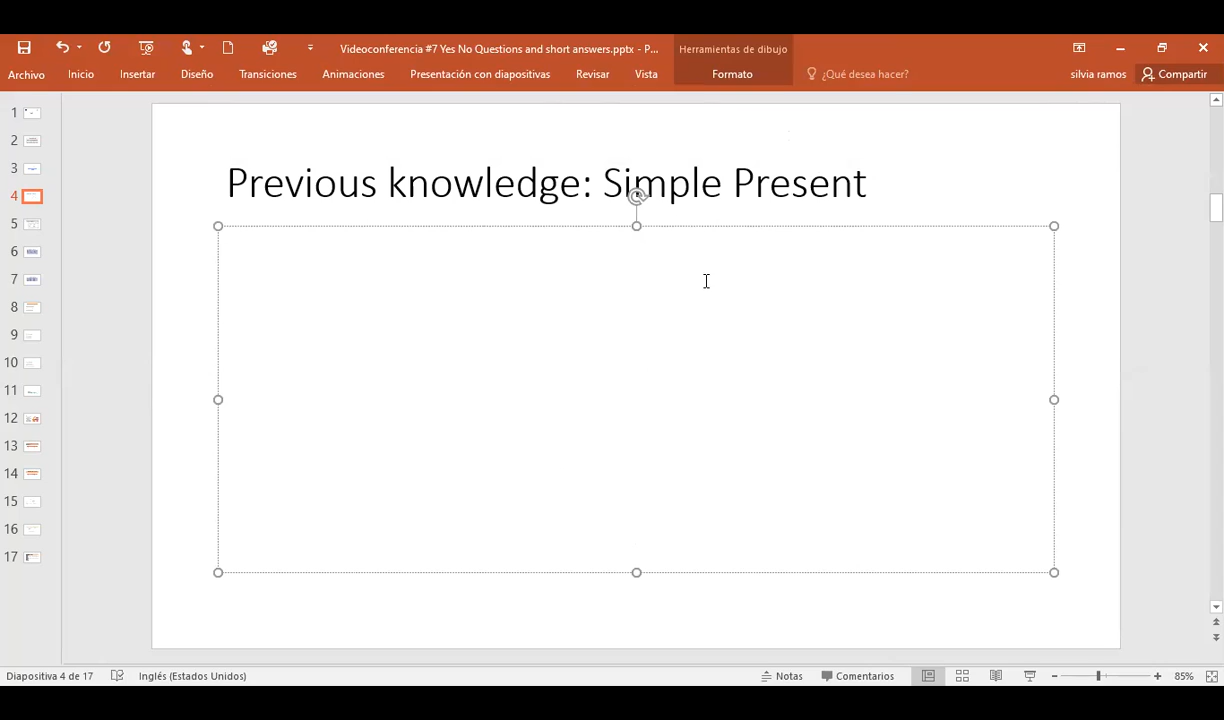 Videoconferencia #7 Yes No Questions and short answers.pptx - P...
Herramientas de dibujo
Archivo
Inicio
Insertar
Diseño
Transiciones
Animaciones
Presentación con diapositivas
Revisar
Vista
Formato
¿Qué desea hacer?
silvia ramos
Compartir
1
2
3
4
5
6
7
8
9
10
11
12
13
14
15
16
17
Previous knowledge: Simple Present
Diapositiva 4 de 17
Inglés (Estados Unidos)
Notas
Comentarios
85%